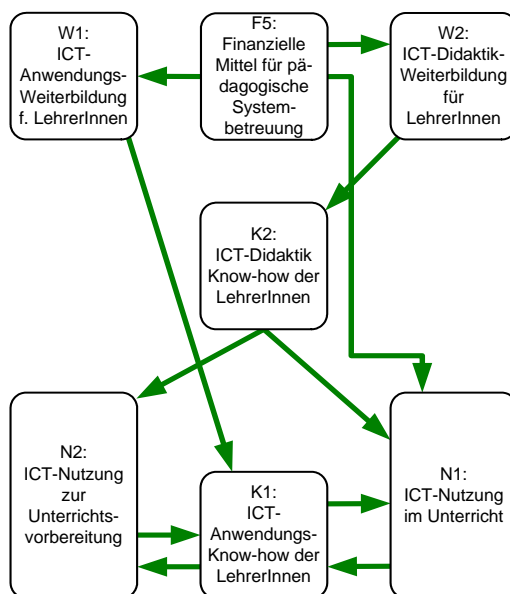 W1:
ICT-
Anwendungs-
Weiterbildung
f. LehrerInnen
F5:
Finanzielle
Mittel für pä-
dagogische
System-
betreuung
W2:
ICT-Didaktik-
Weiterbildung
für
LehrerInnen
K2:
ICT-Didaktik
Know-how der
LehrerInnen
N2:
ICT-Nutzung
zur
Unterrichts-
vorbereitung
K1:
ICT-
Anwendungs-
Know-how der
LehrerInnen
N1:
ICT-Nutzung
im Unterricht